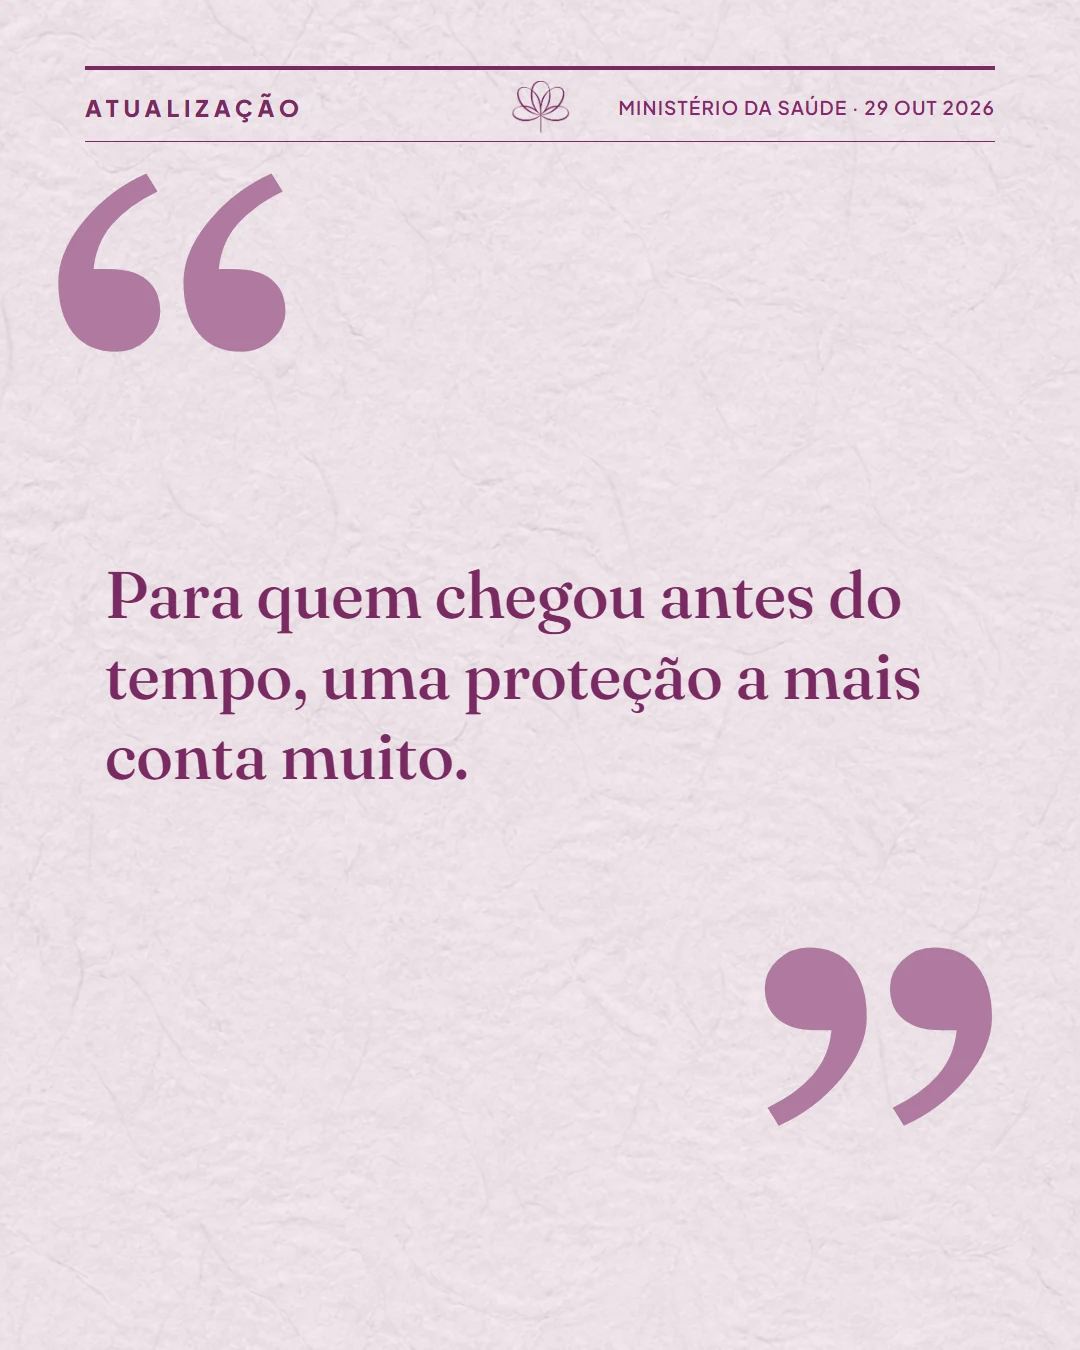 ATUALIZAÇÃO
MINISTÉRIO DA SAÚDE · 29 OUT 2026
“
Para quem chegou antes do
tempo, uma proteção a mais
conta muito.
”